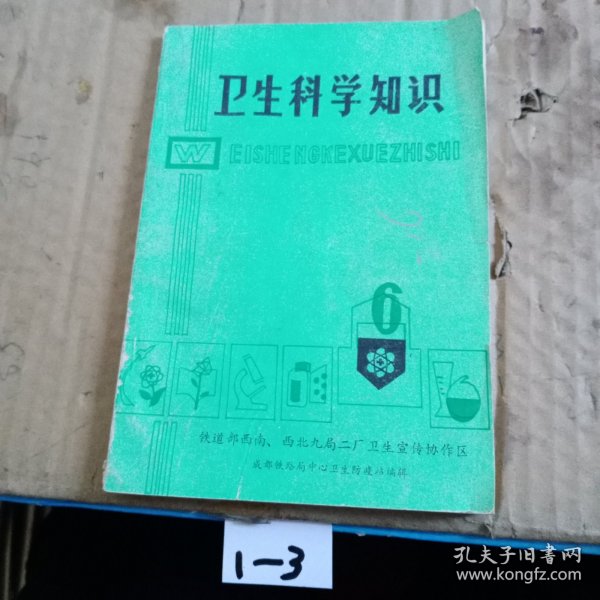 卫生科学知识
WEISHENGKEXUEZHISHI
6
铁道部西南、西北九局二厂卫生宣传协作区
成都铁路局中心卫生防疫站编辑
1-3
孔夫子旧书网
www.kongfz.com